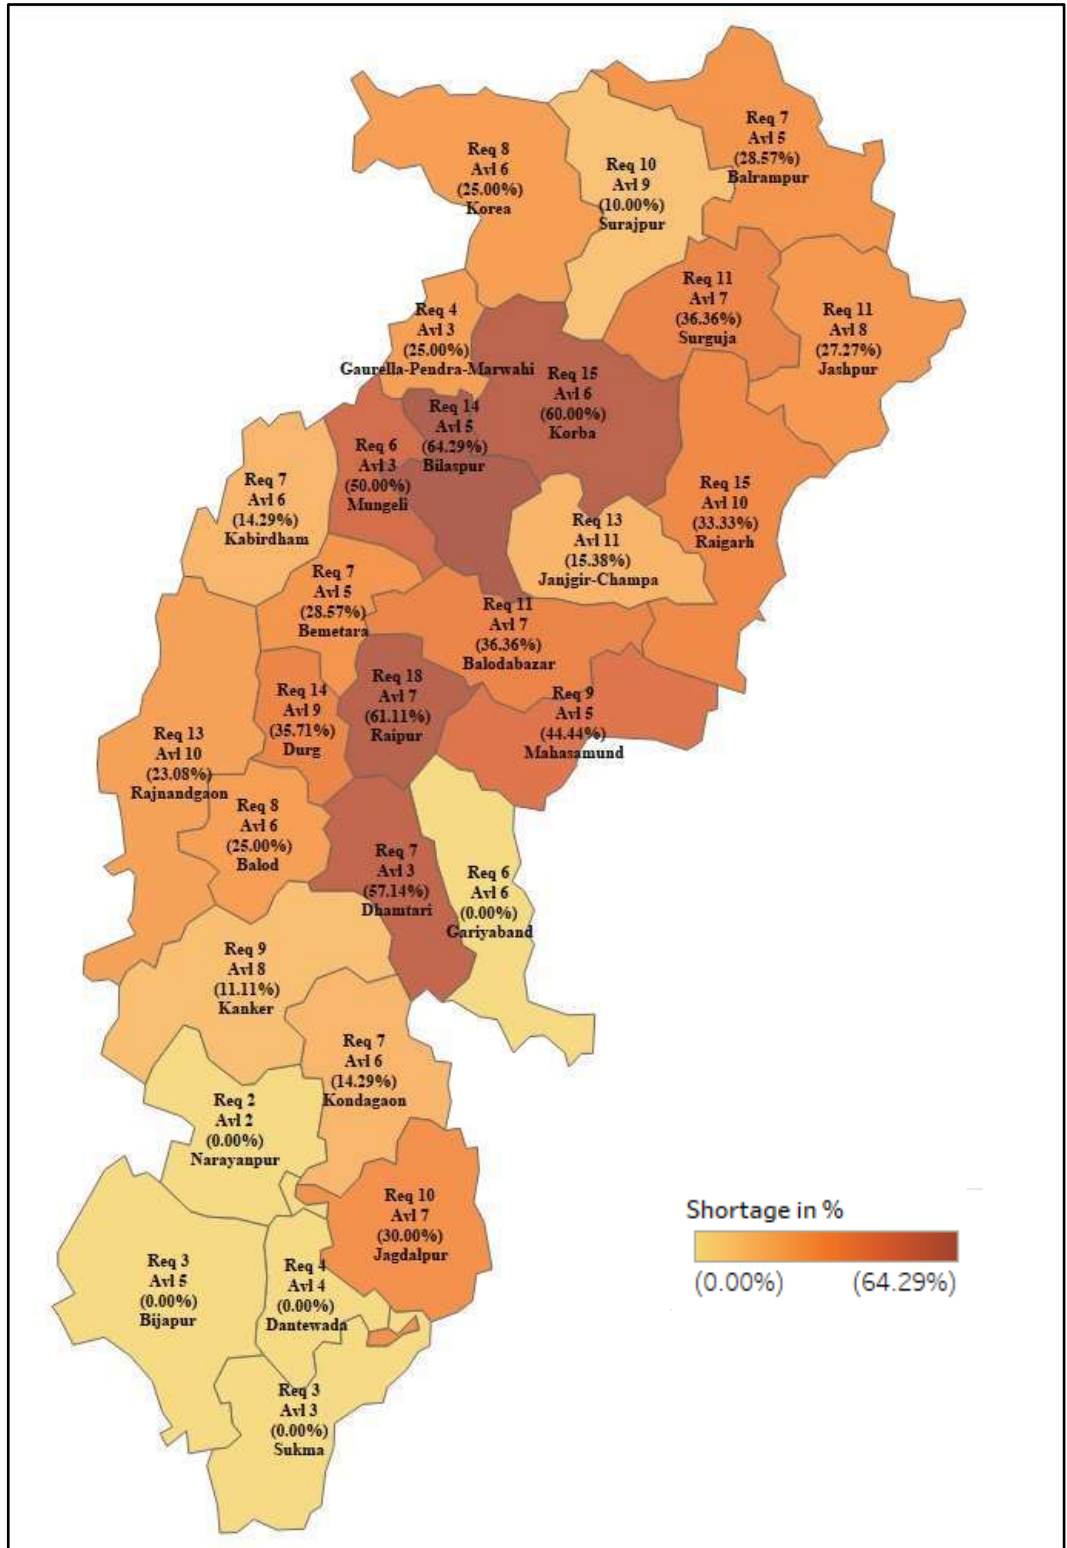 Req 7
Avl 5
(28.57%)
Balrampur
Req 8
Avl 6
(25.00%)
Korea
Req 10
Avl 9
(10.00%)
Surajpur
Req 11
Avl 7
(36.36%)
Surguja
Req 11
Avl 8
(27.27%)
Jashpur
Req 4
Avl 3
(25.00%)
Gaurella-Pendra-Marwahi
Req 15
Avl 6
(60.00%)
Korba
Req 14
Avl 5
(64.29%)
Bilaspur
Req 6
Avl 3
(50.00%)
Mungeli
Req 7
Avl 6
(14.29%)
Kabirdham
Req 15
Avl 10
(33.33%)
Raigarh
Req 13
Avl 11
(15.38%)
Janjgir-Champa
Req 7
Avl 5
(28.57%)
Bemetara
Req 11
Avl 7
(36.36%)
Balodabazar
Req 18
Avl 7
(61.11%)
Raipur
Req 14
Avl 9
(35.71%)
Durg
Req 9
Avl 5
(44.44%)
Mahasamund
Req 13
Avl 10
(23.08%)
Rajnandgaon
Req 8
Avl 6
(25.00%)
Balod
Req 7
Avl 3
(57.14%)
Dhamtari
Req 6
Avl 6
(0.00%)
Gariyaband
Req 9
Avl 8
(11.11%)
Kanker
Req 7
Avl 6
(14.29%)
Kondagaon
Req 2
Avl 2
(0.00%)
Narayanpur
Req 10
Avl 7
(30.00%)
Jagdalpur
Req 3
Avl 5
(0.00%)
Bijapur
Req 4
Avl 4
(0.00%)
Dantewada
Req 3
Avl 3
(0.00%)
Sukma
Shortage in %
(0.00%) (64.29%)